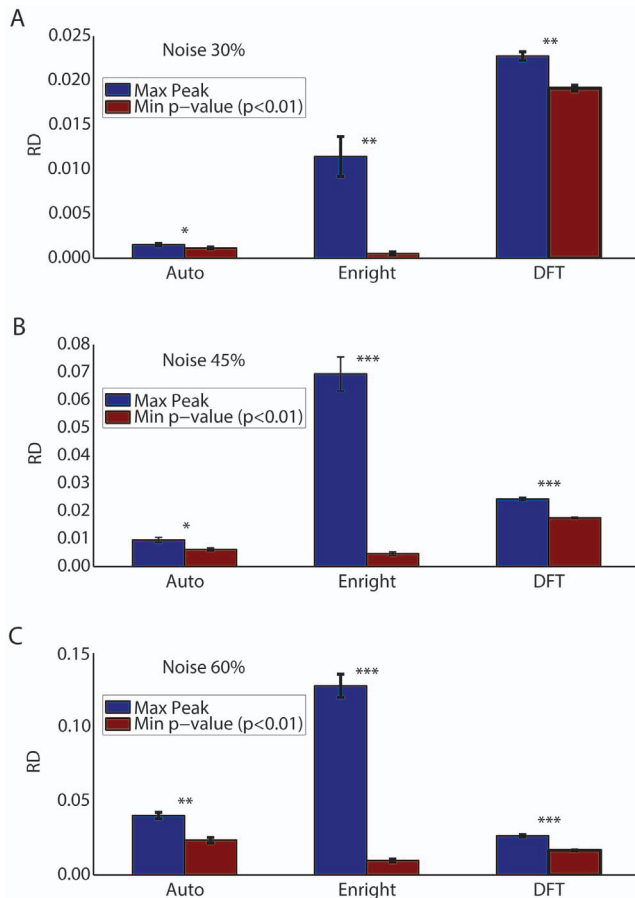 A
0.025
0.020
0.015
0.010
0.005
0.000
RD
Noise 30%
Max Peak
Min p-value (p<0.01)
*
**
**
Auto Enright DFT
B
0.08
0.07
0.06
0.05
0.04
0.03
0.02
0.01
0.00
RD
Noise 45%
Max Peak
Min p-value (p<0.01)
*
***
***
Auto Enright DFT
C
0.15
0.10
0.05
0.00
RD
Noise 60%
Max Peak
Min p-value (p<0.01)
**
***
***
Auto Enright DFT